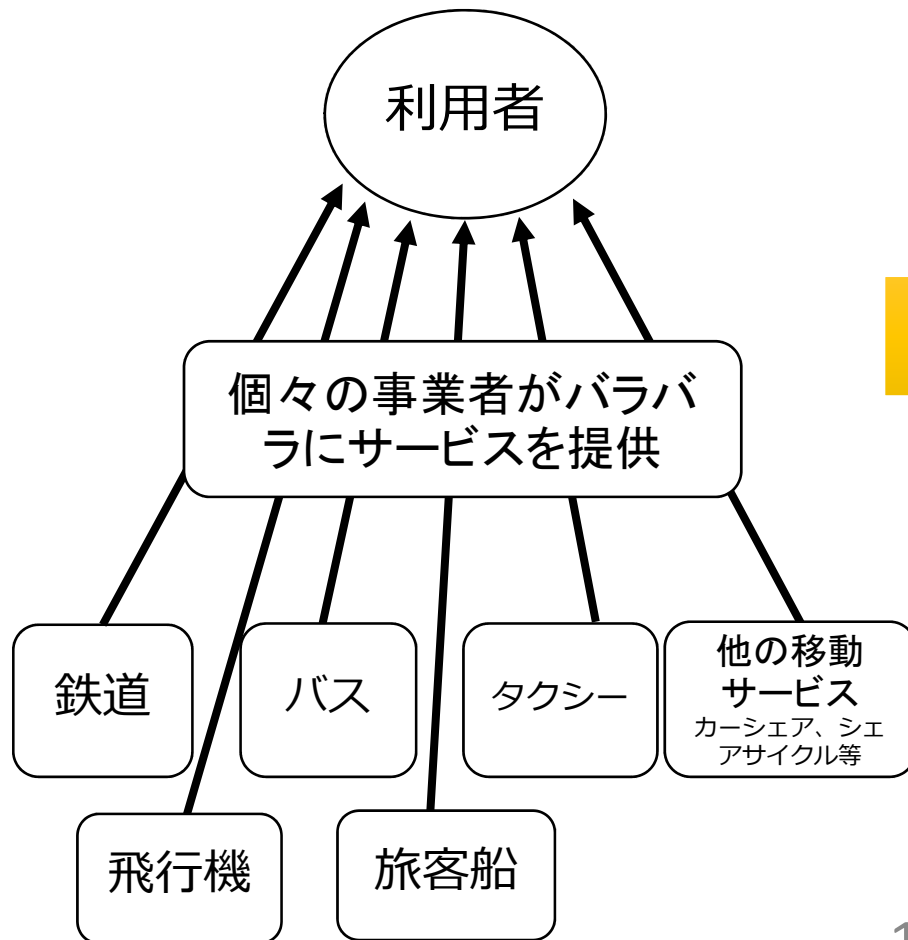 利用者
個々の事業者がバラバ
ラにサービスを提供
鉄道
バス
タクシー
他の移動
サービス
カーシェア、シェ
アサイクル等
飛行機
旅客船